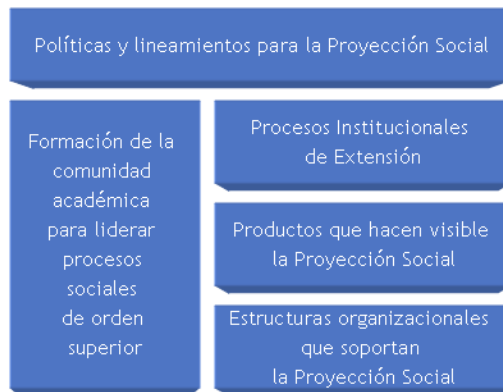 Políticas y lineamientos para la Proyección Social
Formación de la
comunidad
académica
para liderar
procesos
sociales
de orden
superior
Procesos Institucionales
de Extensión
Productos que hacen visible
la Proyección Social
Estructuras organizacionales
que soportan
la Proyección Social